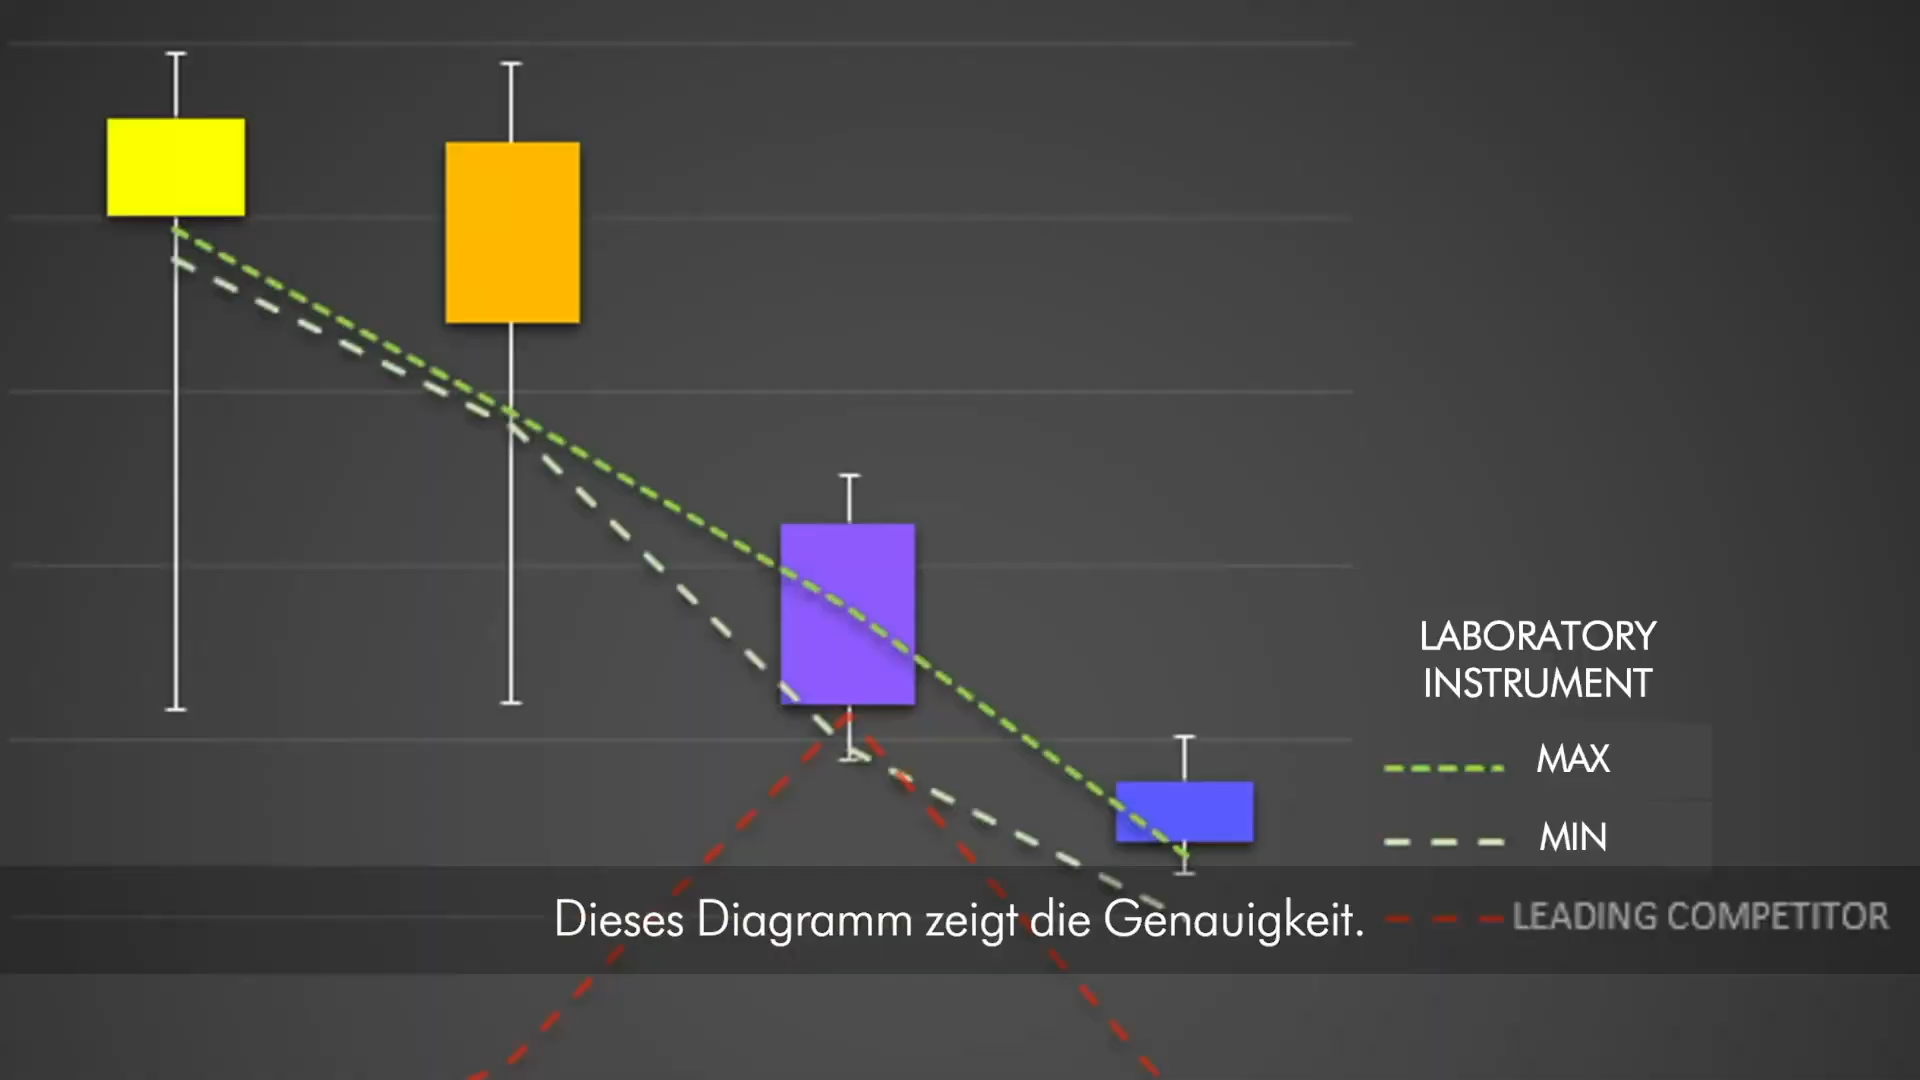 LABORATORY
INSTRUMENT
MAX
MIN
LEADING COMPETITOR
Dieses Diagramm zeigt die Genauigkeit.